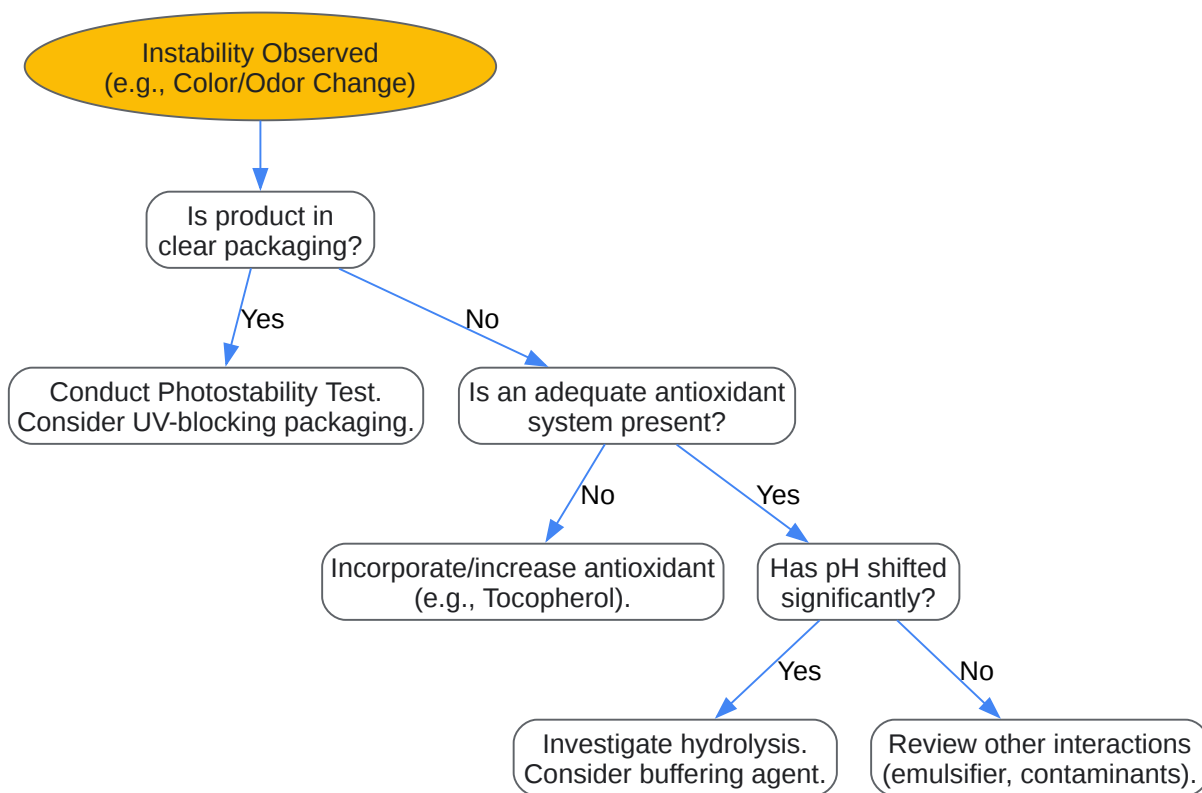 Instability Observed
(e.g., Color/Odor Change)
Is product in
clear packaging?
Yes
No
Conduct Photostability Test.
Consider UV-blocking packaging.
Is an adequate antioxidant
system present?
No
Yes
Incorporate/increase antioxidant
(e.g., Tocopherol).
Has pH shifted
significantly?
Yes
No
Investigate hydrolysis.
Consider buffering agent.
Review other interactions
(emulsifier, contaminants).